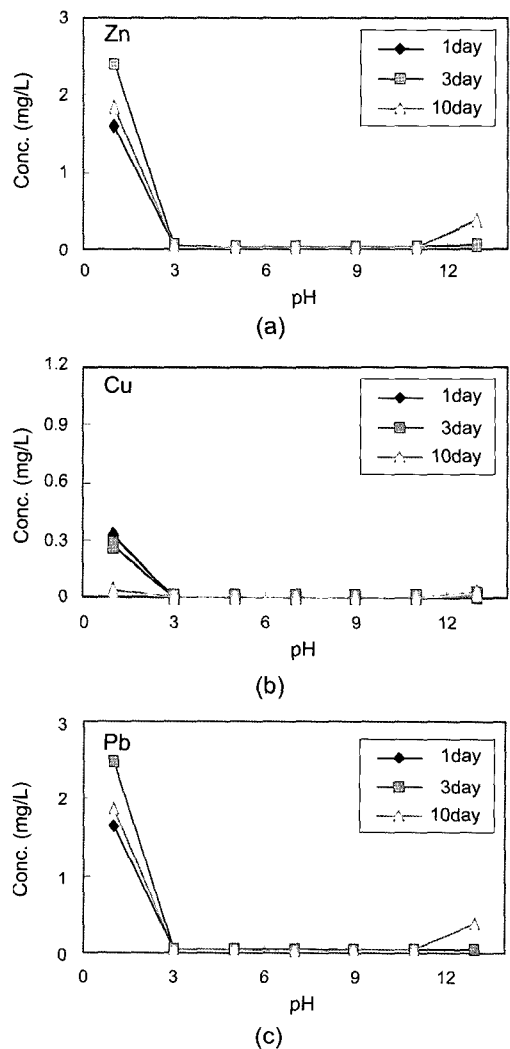 3
Zn
1day
3day
10day
2
1
0
Conc. (mg/L)
0 3 6 9 12
pH
(a)
1.2
Cu
1day
3day
10day
0.9
0.6
0.3
0
Conc. (mg/L)
0 3 6 9 12
pH
(b)
3
Pb
1day
3day
10day
2
1
0
Conc. (mg/L)
0 3 6 9 12
pH
(c)